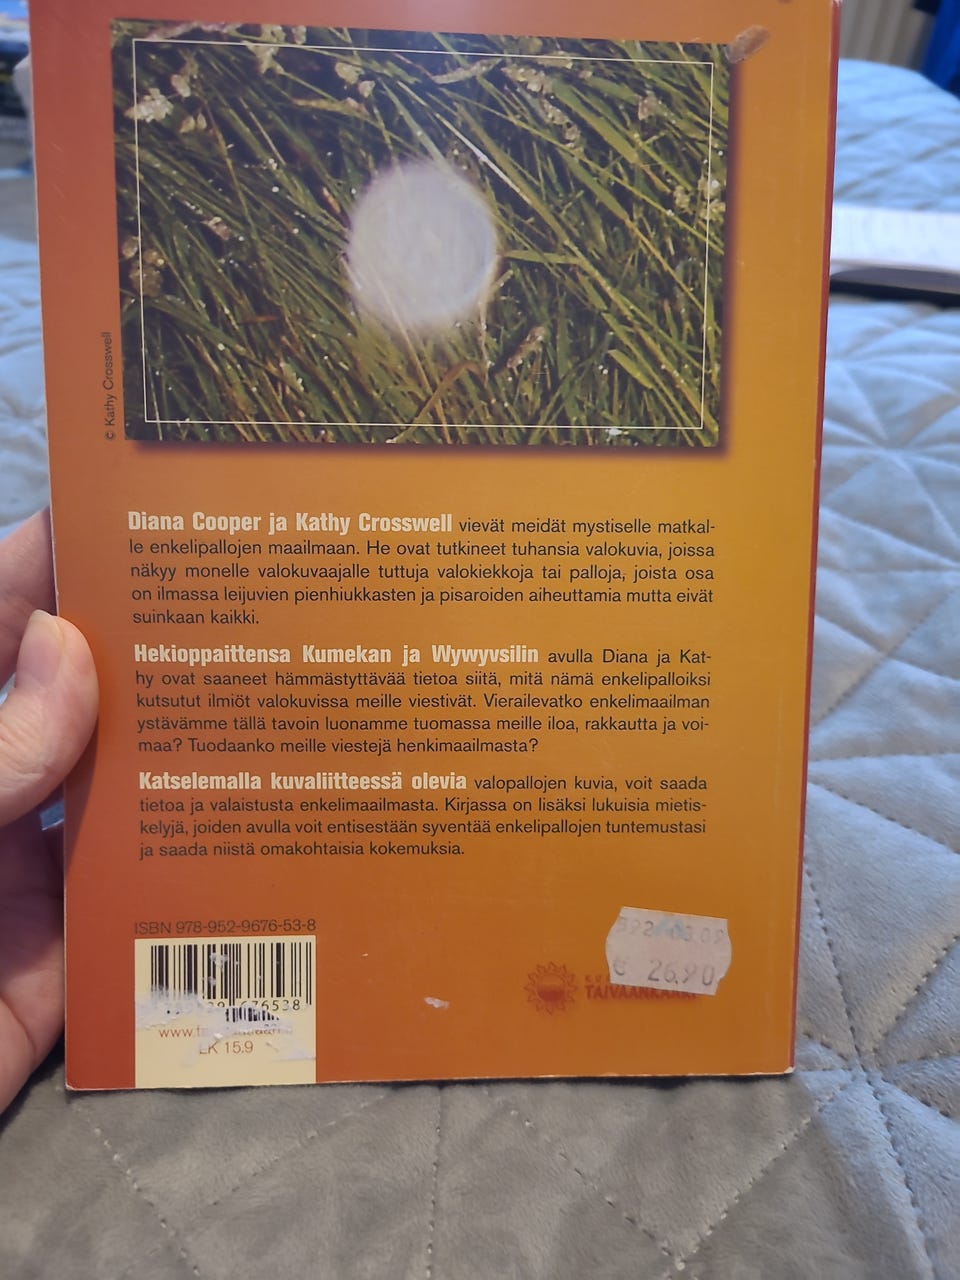 © Kathy Crosswell
Diana Cooper ja Kathy Crosswell vievät meidät mystiselle matkal-
le enkelipallojen maailmaan. He ovat tutkineet tuhansia valokuvia, joissa
näkyy monelle valokuvaajalle tuttuja valokiekkoja tai palloja, joista osa
on ilmassa leijuvien pienhiukkasten ja pisaroiden aiheuttamia mutta eivät
suinkaan kaikki.
Hekioppaittensa Kumekan ja Wywyvsilin avulla Diana ja Kat-
hy ovat saaneet hämmästyttävää tietoa siitä, mitä nämä enkelipalloiksi
kutsutut ilmiöt valokuvissa meille viestivät. Vierailevatko enkelimaailman
ystävämme tällä tavoin luonamme tuomassa meille iloa, rakkautta ja voi-
maa? Tuodaanko meille viestejä henkimaailmasta?
Katselemalla kuvaliitteessä olevia valopallojen kuvia, voit saada
tietoa ja valaistusta enkelimaailmasta. Kirjassa on lisäksi lukuisia mietis-
kelyjä, joiden avulla voit entisestään syventää enkelipallojen tuntemustasi
ja saada niistä omakohtaisia kokemuksia.
ISBN 978-952-9676-53-8
€ 26.90
TAIVAANKAARI
676538
LK 15.9